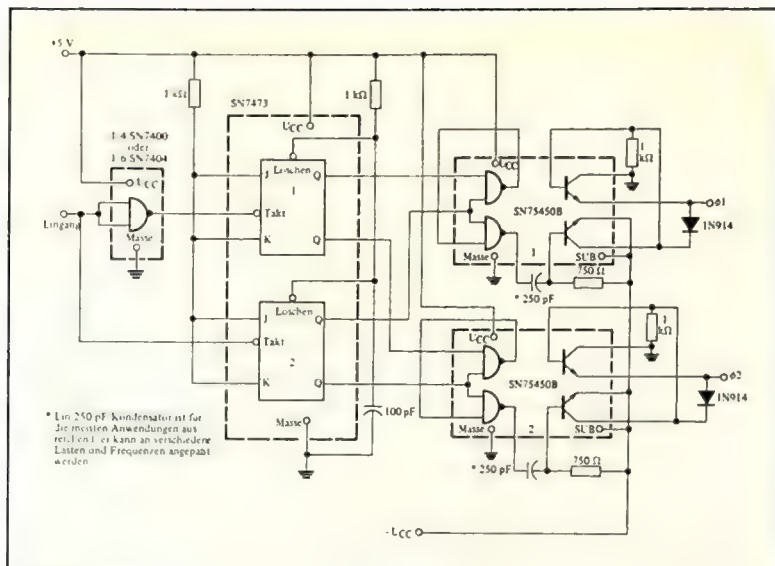 +5 V
1 kΩ
SN7473
1 kΩ
UCC
1/4 SN7400
oder
1/6 SN7404
UCC
Masse
Eingang
Löschen
1
J
Q
Takt
K
Q
Löschen
J
Q
Takt
2
K
Q
Masse
100 pF
UCC
SN75450B
Masse
1
SUB
* 250 pF
750 Ω
1
kΩ
ϕ1
1N914
UCC
SN75450B
Masse
2
SUB
* 250 pF
750 Ω
1
kΩ
ϕ2
1N914
* Ein 250 pF Kondensator ist für
die meisten Anwendungen aus
reichend er kann an verschiedene
Lasten und Frequenzen angepaßt
werden
- UCC